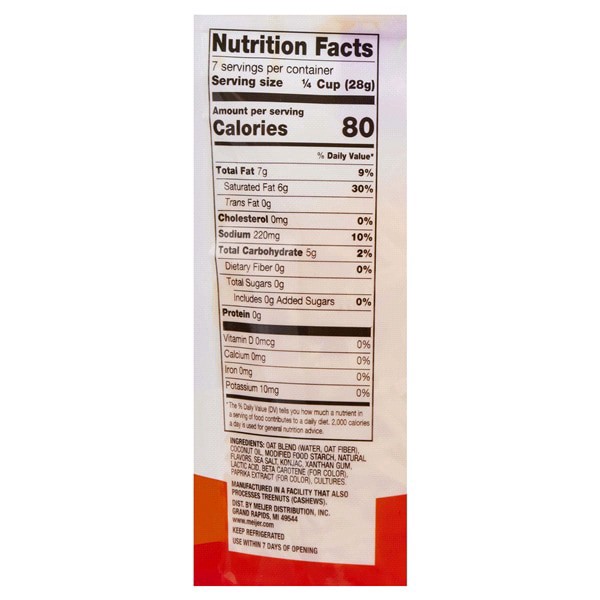 Nutrition Facts
7 servings per container
Serving size ¼ Cup (28g)
Amount per serving
Calories 80
% Daily Value*
Total Fat 7g 9%
Saturated Fat 6g 30%
Trans Fat 0g
Cholesterol 0mg 0%
Sodium 220mg 10%
Total Carbohydrate 5g 2%
Dietary Fiber 0g 0%
Total Sugars 0g
Includes 0g Added Sugars 0%
Protein 0g
Vitamin D 0mcg 0%
Calcium 0mg 0%
Iron 0mg 0%
Potassium 10mg 0%
*The % Daily Value (DV) tells you how much a nutrient in
a serving of food contributes to a daily diet. 2,000 calories
a day is used for general nutrition advice.
INGREDIENTS: OAT BLEND (WATER, OAT FIBER),
COCONUT OIL, MODIFIED FOOD STARCH, NATURAL
FLAVORS, SEA SALT, KONJAC, XANTHAN GUM,
LACTIC ACID, BETA CAROTENE (FOR COLOR),
PAPRIKA EXTRACT (FOR COLOR), CULTURES.
MANUFACTURED IN A FACILITY THAT ALSO
PROCESSES TREENUTS (CASHEWS).
DIST. BY MEIJER DISTRIBUTION, INC.
GRAND RAPIDS, MI 49544
www.meijer.com
KEEP REFRIGERATED
USE WITHIN 7 DAYS OF OPENING